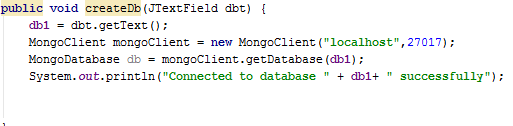 public void createDb(JTextField dbt) {
db1 = dbt.getText();
MongoClient mongoClient = new MongoClient("localhost",27017);
MongoDatabase db = mongoClient.getDatabase(db1);
System.out.println("Connected to database " + db1+ " successfully");